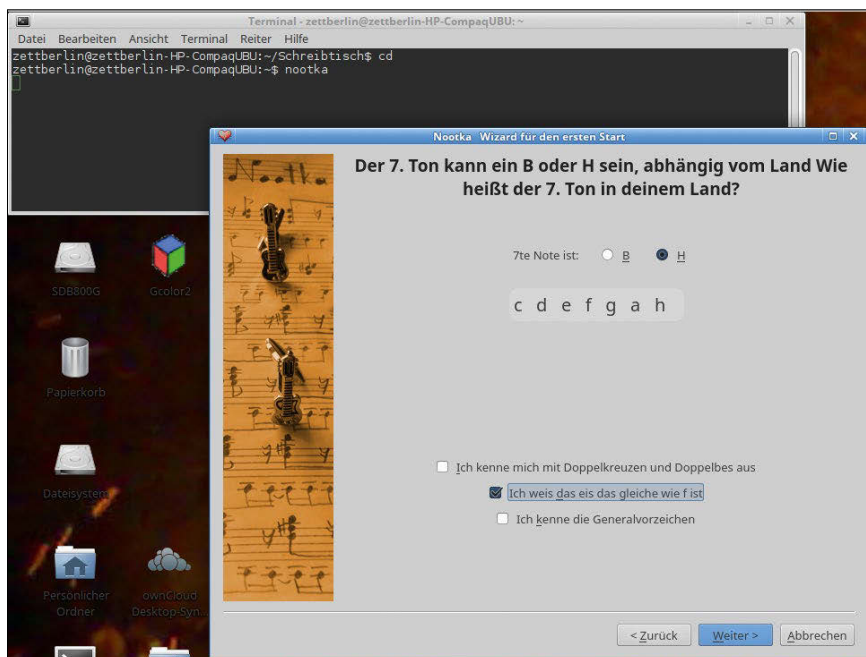 Terminal - zettberlin@zettberlin-HP-CompaqUBU: ~
Datei Bearbeiten Ansicht Terminal Reiter Hilfe
zettberlin@zettberlin-HP-CompaqUBU:~/Schreibtisch$ cd
zettberlin@zettberlin-HP-CompaqUBU:~$ nootka
Nootka Wizard für den ersten Start
Nootka
Der 7. Ton kann ein B oder H sein, abhängig vom Land Wie
heißt der 7. Ton in deinem Land?
7te Note ist: B H
c d e f g a h
Ich kenne mich mit Doppelkreuzen und Doppelbes aus
Ich weis das eis das gleiche wie f ist
Ich kenne die Generalvorzeichen
< Zurück Weiter > Abbrechen
SDB800G Gcolor2
Papierkorb
Dateisystem
Persönlicher
Ordner
ownCloud
Desktop-Syn...